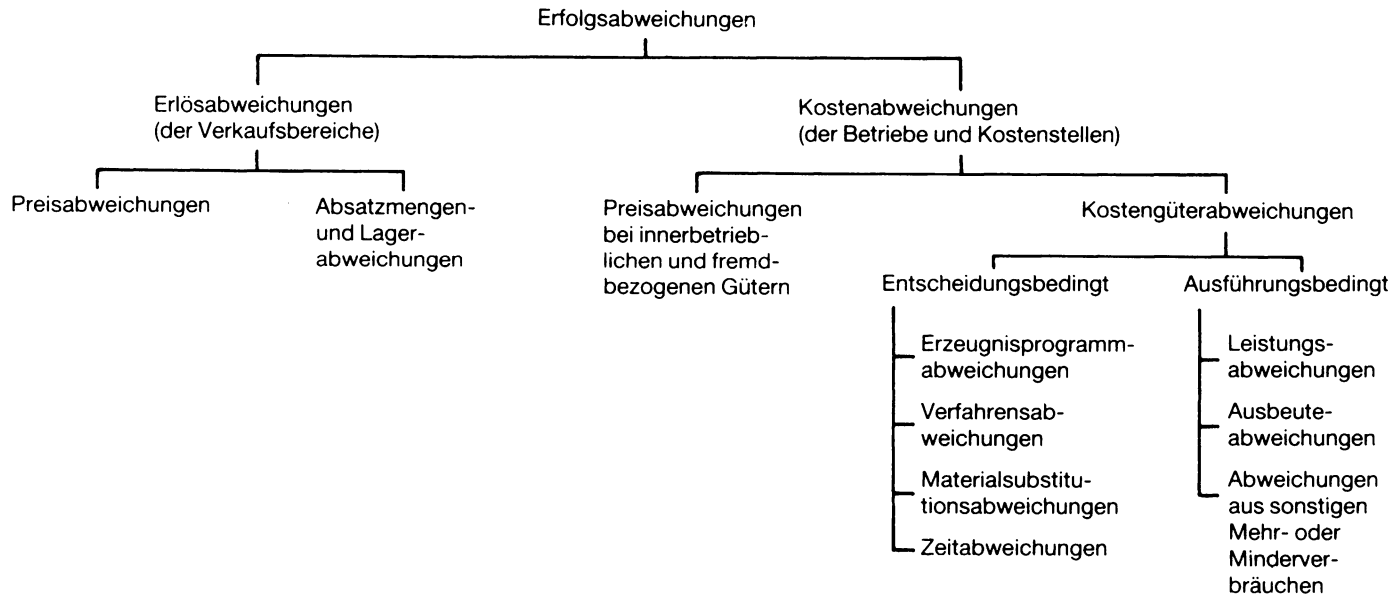 Erfolgsabweichungen
Erlösabweichungen
(der Verkaufsbereiche)
Kostenabweichungen
(der Betriebe und Kostenstellen)
Preisabweichungen
Absatzmengen-
und Lager-
abweichungen
Preisabweichungen
bei innerbetrieb-
lichen und fremd-
bezogenen Gütern
Kostengüterabweichungen
Entscheidungsbedingt
Erzeugnisprogramm-
abweichungen
Verfahrensab-
weichungen
Materialsubstitu-
tionsabweichungen
Zeitabweichungen
Ausführungsbedingt
Leistungs-
abweichungen
Ausbeute-
abweichungen
Abweichungen
aus sonstigen
Mehr- oder
Minderver-
bräuchen